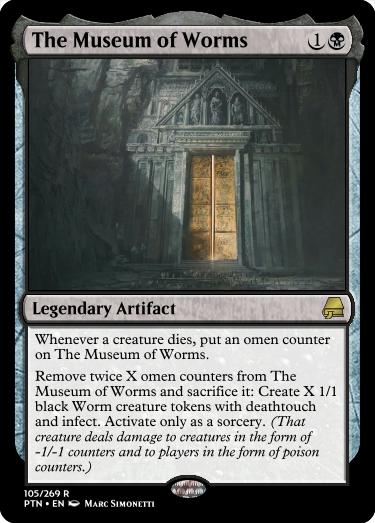 The Museum of Worms 1
Legendary Artifact
Whenever a creature dies, put an omen counter
on The Museum of Worms.
Remove twice X omen counters from The
Museum of Worms and sacrifice it: Create X 1/1
black Worm creature tokens with deathtouch
and infect. Activate only as a sorcery. (That
creature deals damage to creatures in the form of
-1/-1 counters and to players in the form of poison
counters.)
105/269 R
PTN • EN Marc Simonetti